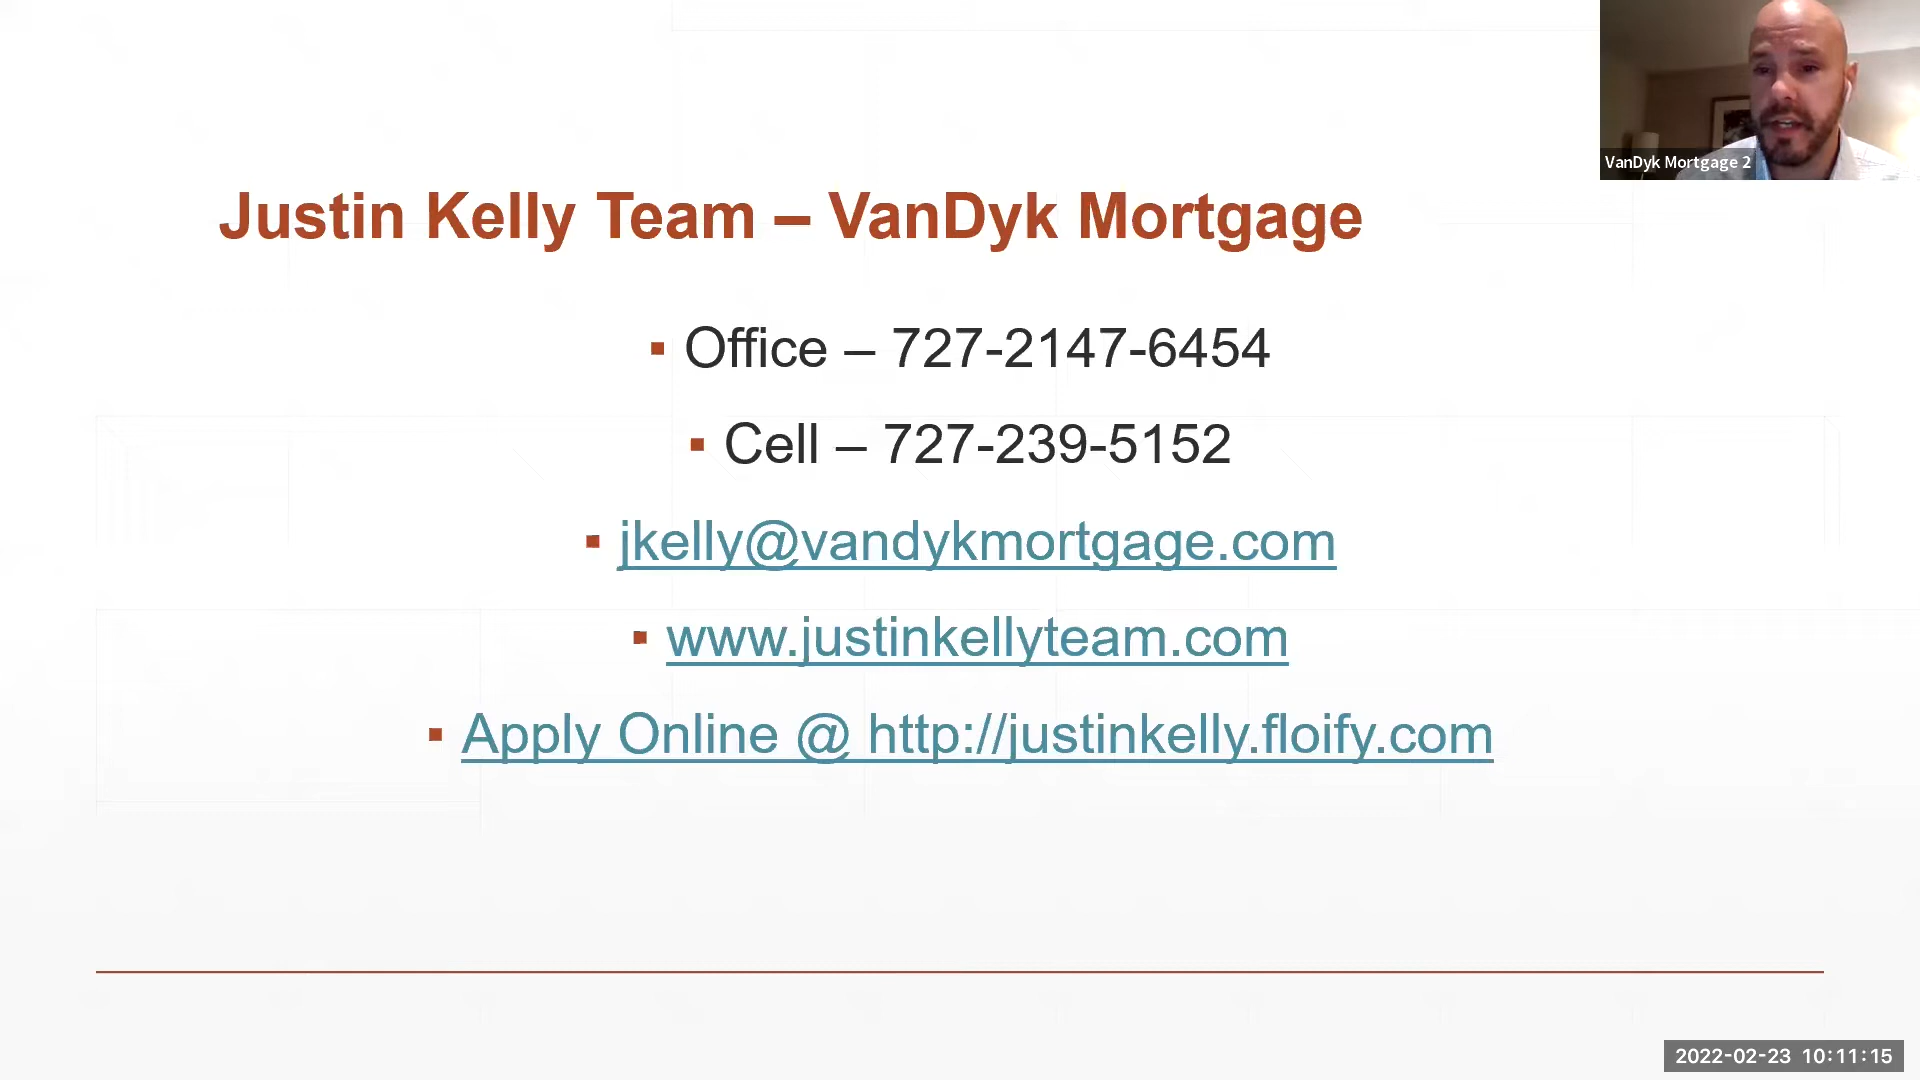 VanDyk Mortgage 2
Justin Kelly Team – VanDyk Mortgage
▪ Office – 727-2147-6454
▪ Cell – 727-239-5152
▪ jkelly@vandykmortgage.com
▪ www.justinkellyteam.com
▪ Apply Online @ http://justinkelly.floify.com
2022-02-23 10:11:15